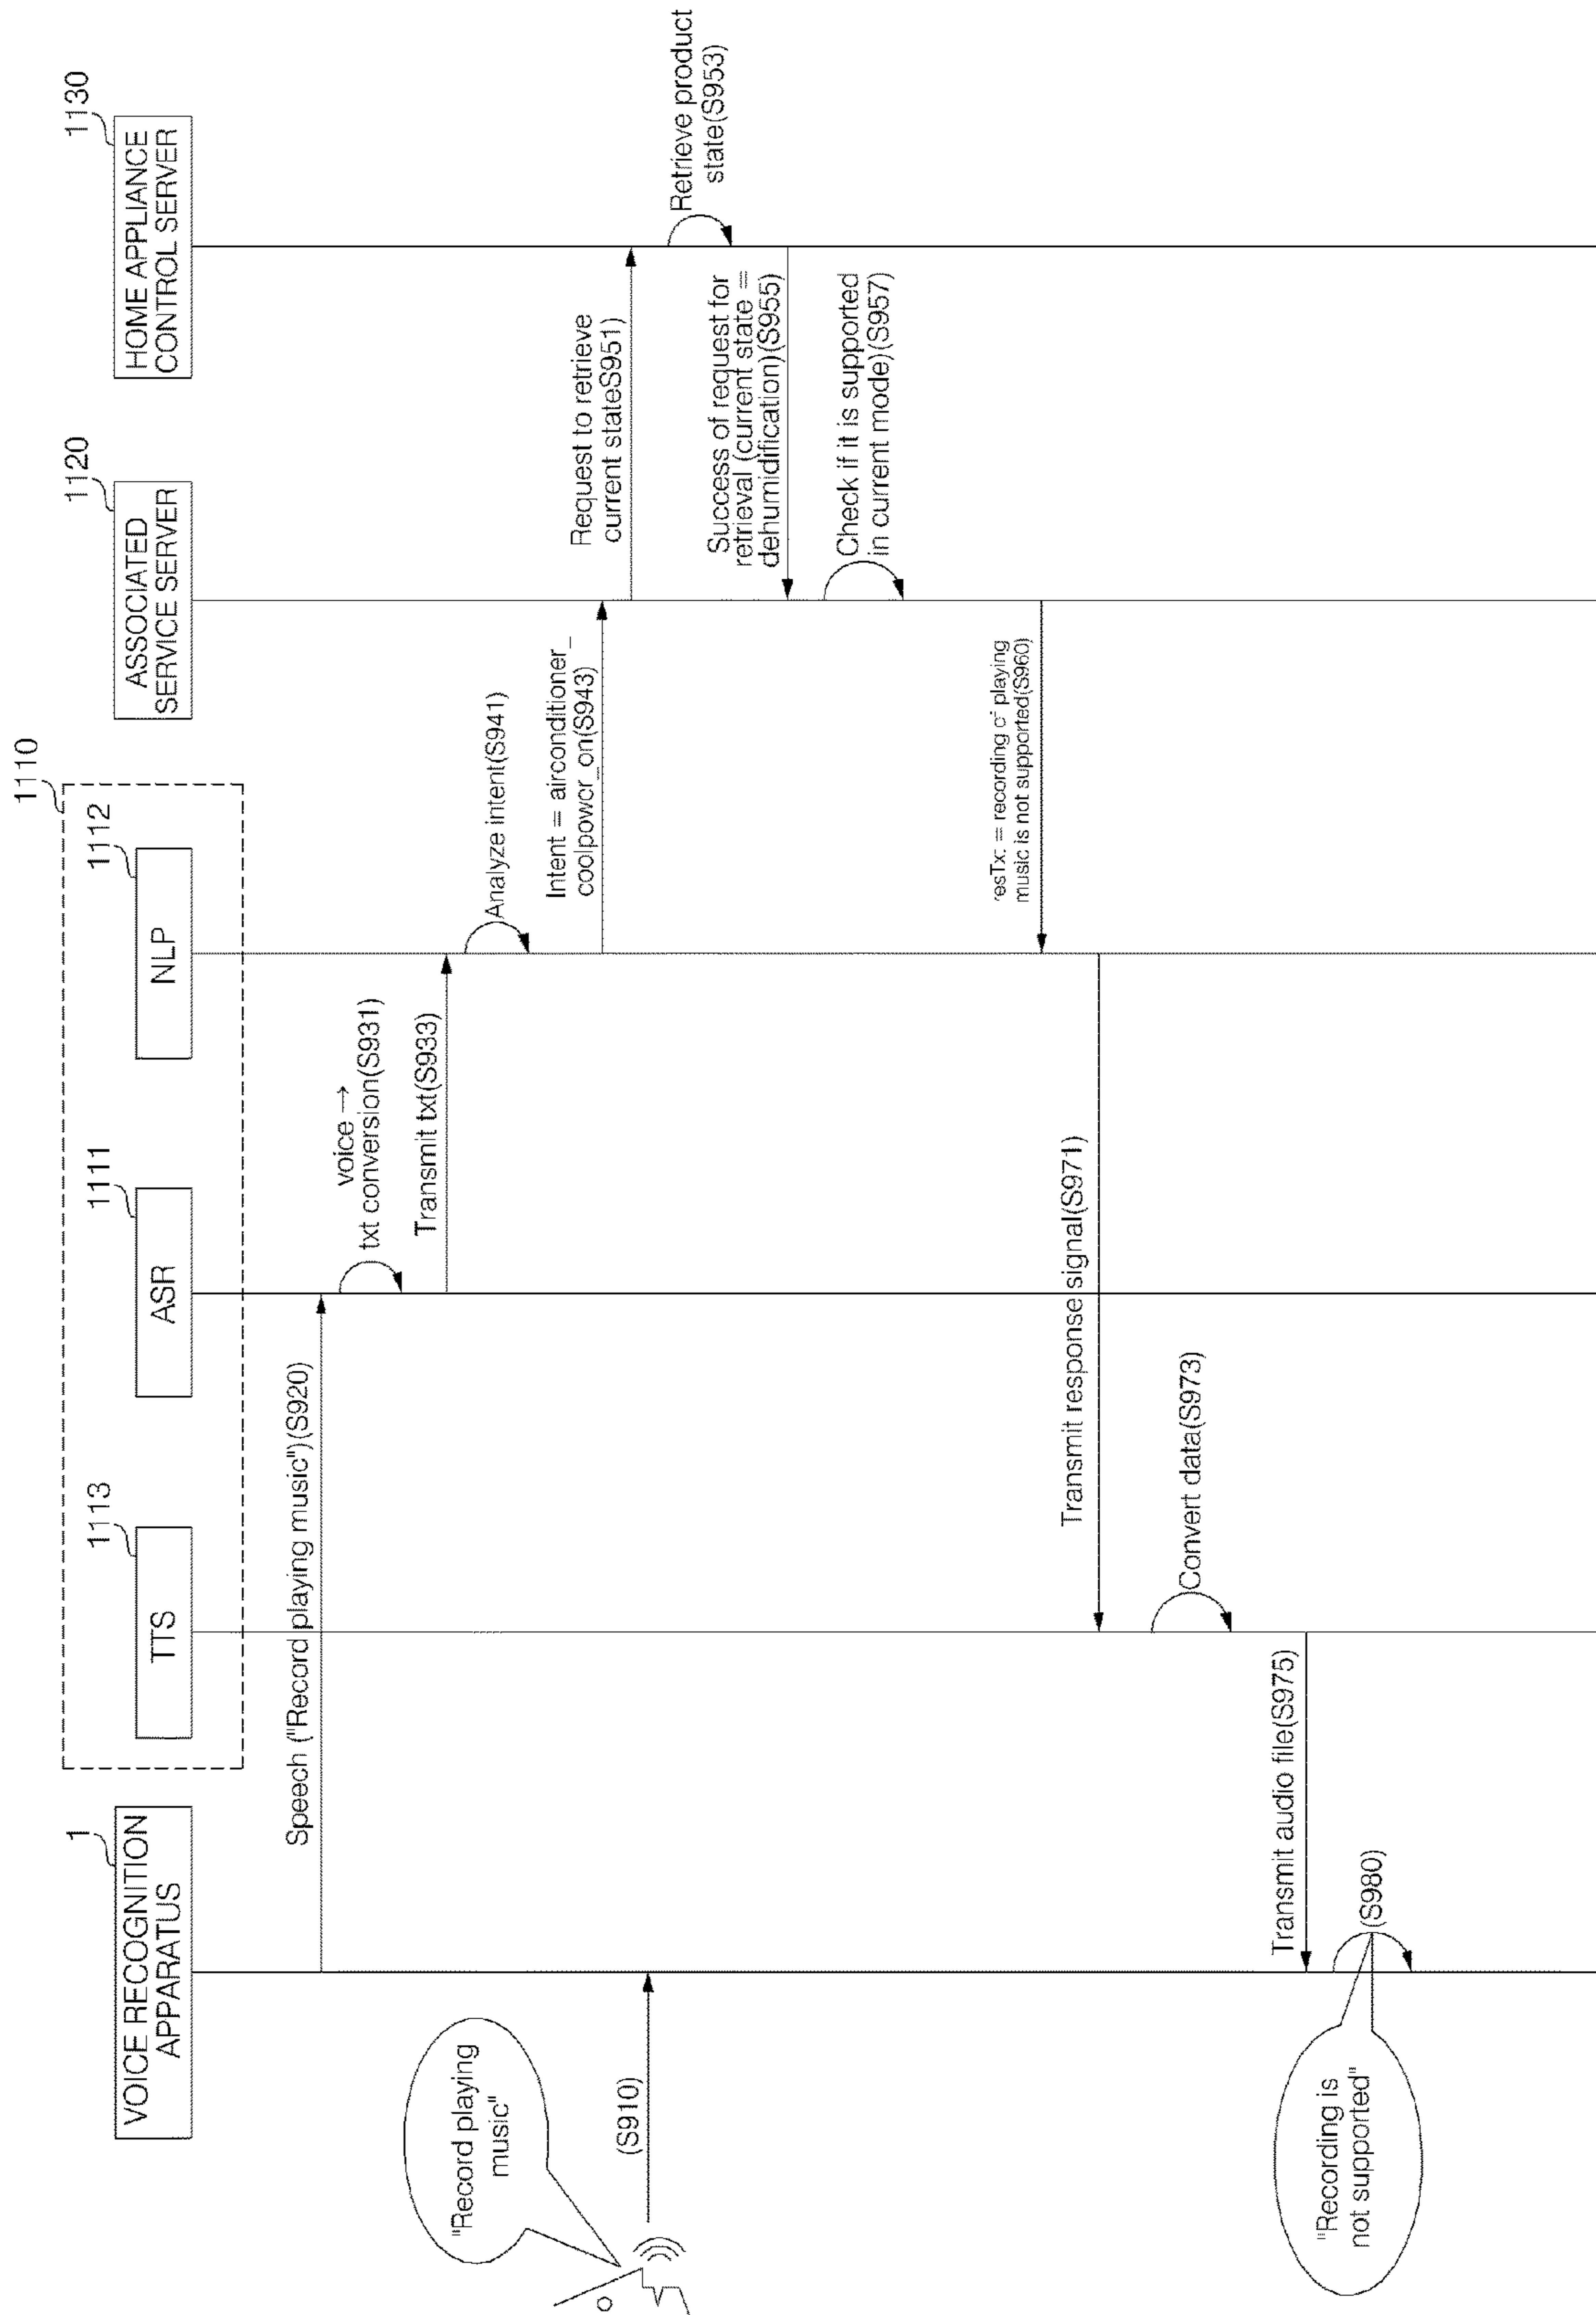 1
VOICE RECOGNITION
APPARATUS
1110
1113
TTS
1111
ASR
1112
NLP
1120
ASSOCIATED
SERVICE SERVER
1130
HOME APPLIANCE
CONTROL SERVER
"Record playing
music"
(S910)
Speech ("Record playing music")(S920)
voice →
txt conversion(S931)
Transmit txt(S933)
Analyze intent(S941)
Intent = airconditioner_
coolpower_on(S943)
Request to retrieve
current stateS951)
Retrieve product
state(S953)
Success of request for
retrieval (current state =
dehumidification)(S955)
Check if it is supported
in current mode)(S957)
resTxt = recording of playing
music is not supported(S960)
Transmit response signal(S971)
Convert data(S973)
Transmit audio file(S975)
(S980)
"Recording is
not supported"